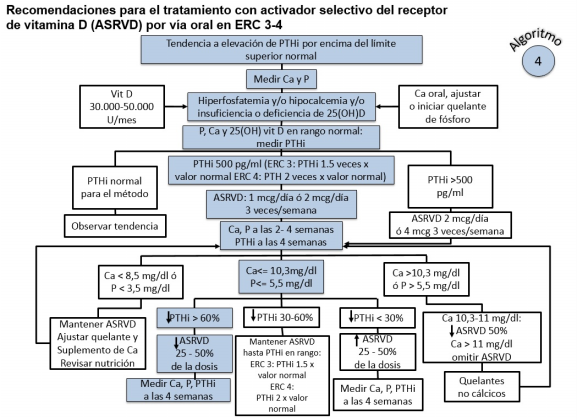 Recomendaciones para el tratamiento con activador selectivo del receptor
de vitamina D (ASRVD) por vía oral en ERC 3-4
Algoritmo
4
Tendencia a elevación de PTHi por encima del límite
superior normal
Medir Ca y P
Vit D
30.000-50.000
U/mes
Hiperfosfatemia y/o hipocalcemia y/o
insuficiencia o deficiencia de 25(OH)D
Ca oral, ajustar
o iniciar quelante
de fósforo
P, Ca y 25(OH) vit D en rango normal:
medir PTHi
PTHi normal
para el método
PTHi 500 pg/ml (ERC 3: PTHi 1.5 veces x
valor normal ERC 4: PTH 2 veces x valor normal)
PTHi >500
pg/ml
Observar tendencia
ASRVD: 1 mcg/día ó 2 mcg/día
3 veces/semana
ASRVD 2 mcg/día
ó 4 mcg 3 veces/semana
Ca, P a las 2- 4 semanas
PTHi a las 4 semanas
Ca < 8,5 mg/dl ó
P < 3,5 mg/dl
Ca<= 10,3mg/dl
P<= 5,5 mg/dl
Ca >10,3 mg/dl
ó P > 5,5 mg/dl
Mantener ASRVD
Ajustar quelante y
Suplemento de Ca
Revisar nutrición
PTHi > 60%
ASRVD
25 - 50%
de la dosis
Medir Ca, P, PTHi
a las 4 semanas
PTHi 30-60%
Mantener ASRVD
hasta PTHi en rango:
ERC 3: PTHi 1.5 x
valor normal
ERC 4:
PTHi 2 x valor
normal
PTHi < 30%
ASRVD
25 - 50%
de la dosis
Medir Ca, P, PTHi
a las 4 semanas
Ca 10,3-11 mg/dl:
ASRVD 50%
Ca > 11 mg/dl
omitir ASRVD
Quelantes
no cálcicos